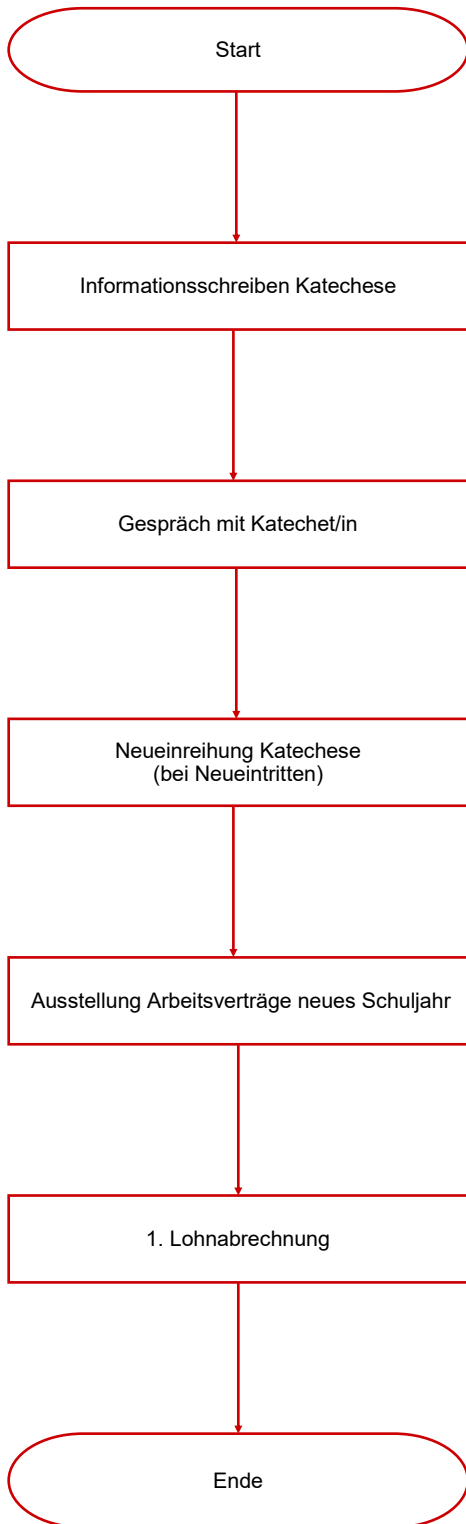 Start
Informationsschreiben Katechese
Gespräch mit Katechet/in
Neueinreihung Katechese
(bei Neueintritten)
Ausstellung Arbeitsverträge neues Schuljahr
1. Lohnabrechnung
Ende